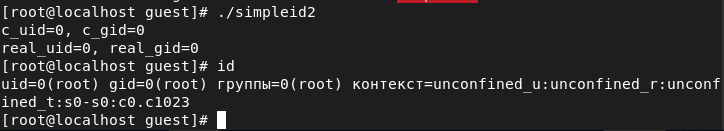 [root@localhost guest]# ./simpleid2
c_uid=0, c_gid=0
real_uid=0, real_gid=0
[root@localhost guest]# id
uid=0(root) gid=0(root) группы=0(root) контекст=unconfined_u:unconfined_r:unconf
ined_t:s0-s0:c0.c1023
[root@localhost guest]#